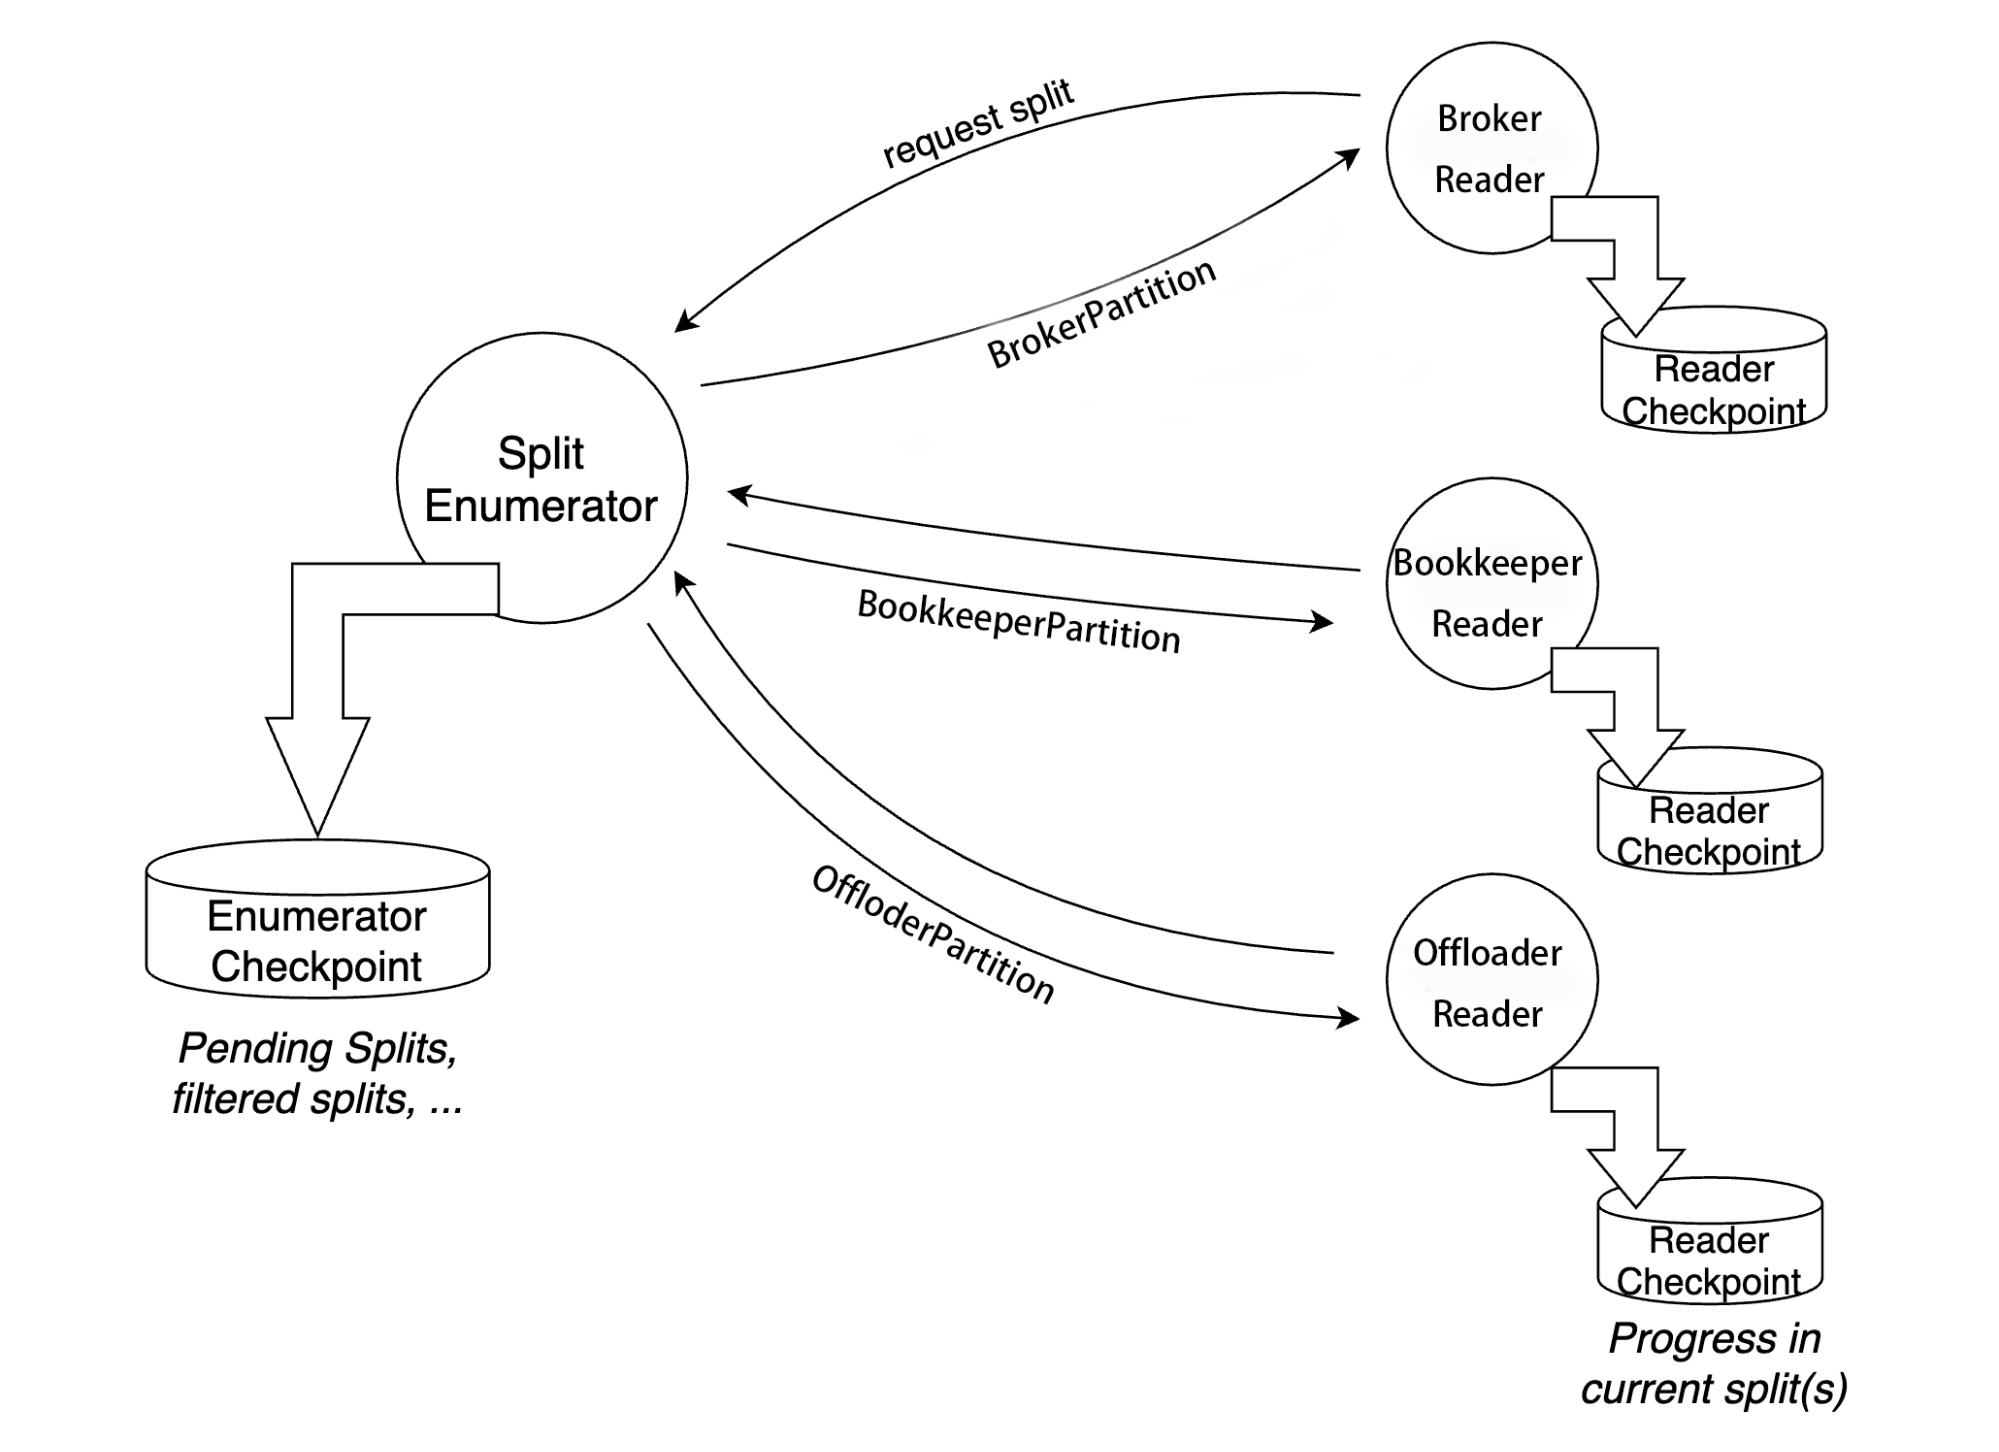 request split
Broker
Reader
BrokerPartition
Reader
Checkpoint
Split
Enumerator
Bookkeeper
Reader
BookkeeperPartition
Reader
Checkpoint
OffloderPartition
Offloader
Reader
Enumerator
Checkpoint
Pending Splits,
filtered splits, ...
Reader
Checkpoint
Progress in
current split(s)